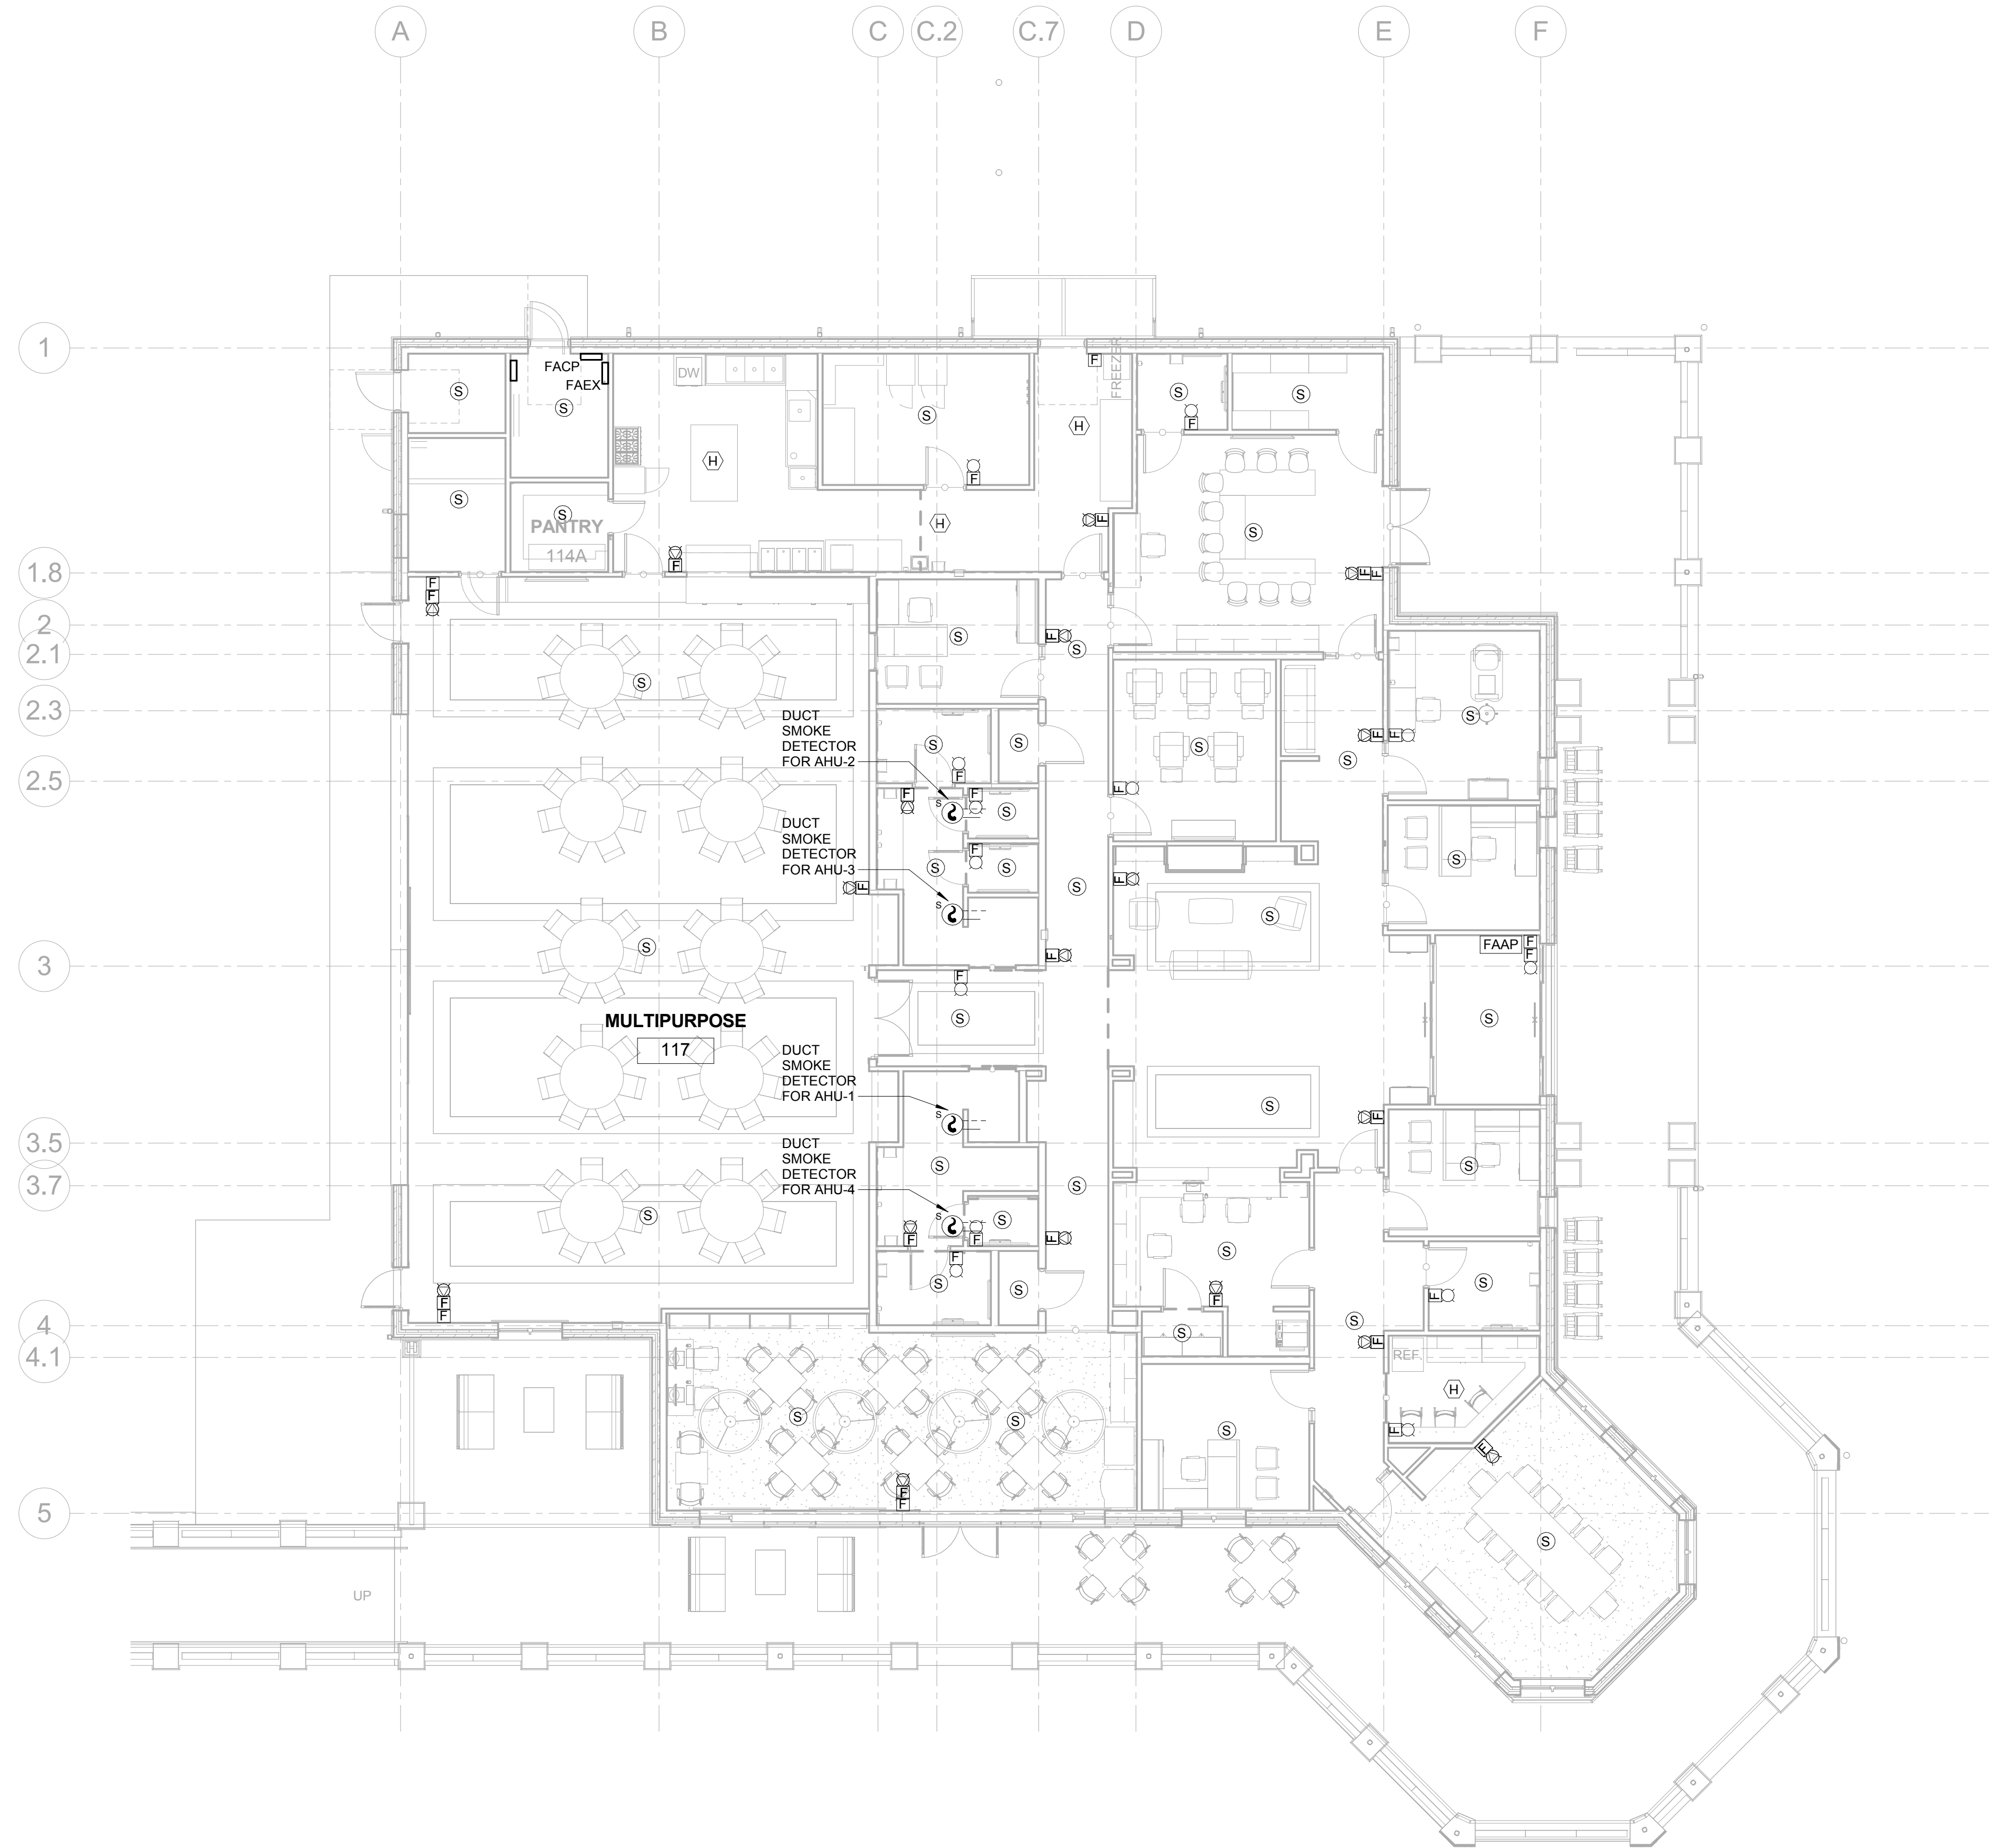 A
B
C
C.2
C.7
D
E
F
1
FACP
FAEX
DW
F
FREEZER
S
S
S
S
S
F
S
H
H
F
S
S
PANTRY
114A
H
F
S
F
F
F
F
F
1.8
F
F
2
S
F
S
2.1
S
2.3
DUCT
SMOKE
DETECTOR
FOR AHU-2
S
S
S
F
F
S
S
F
2.5
F
F
F
S
S
DUCT
SMOKE
DETECTOR
FOR AHU-3
F
S
S
S
F
F
S
S
S
S
3
S
F
FAAP
F
F
F
MULTIPURPOSE
117
S
S
DUCT
SMOKE
DETECTOR
FOR AHU-1
S
S
F
3.5
DUCT
SMOKE
DETECTOR
FOR AHU-4
S
S
3.7
S
S
S
S
F
F
F
S
F
S
S
S
F
S
F
F
F
4
S
S
F
4.1
REF.
H
S
S
S
F
F
F
F
5
S
UP